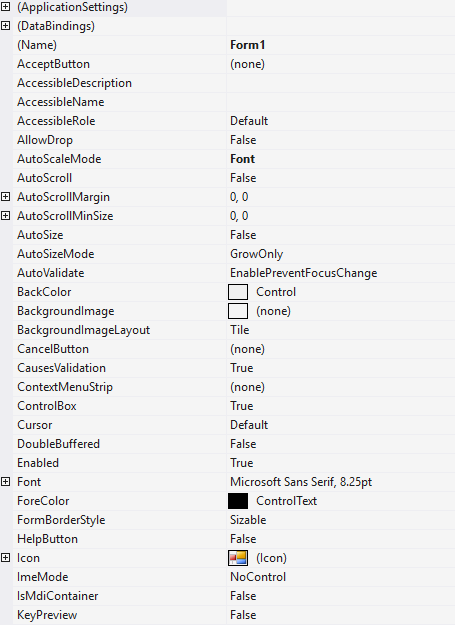 (ApplicationSettings)
(DataBindings)
(Name) Form1
AcceptButton (none)
AccessibleDescription
AccessibleName
AccessibleRole Default
AllowDrop False
AutoScaleMode Font
AutoScroll False
AutoScrollMargin 0, 0
AutoScrollMinSize 0, 0
AutoSize False
AutoSizeMode GrowOnly
AutoValidate EnablePreventFocusChange
BackColor Control
BackgroundImage (none)
BackgroundImageLayout Tile
CancelButton (none)
CausesValidation True
ContextMenuStrip (none)
ControlBox True
Cursor Default
DoubleBuffered False
Enabled True
Font Microsoft Sans Serif, 8.25pt
ForeColor ControlText
FormBorderStyle Sizable
HelpButton False
Icon (Icon)
ImeMode NoControl
IsMdiContainer False
KeyPreview False